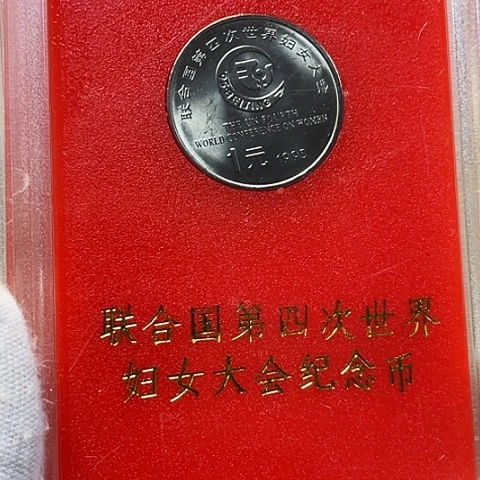 联合国第四次世界妇女大会
BEIJING
THE UN FOURTH
WORLD CONFERENCE ON WOMEN
1元 1995
联合国第四次世界
妇女大会纪念币